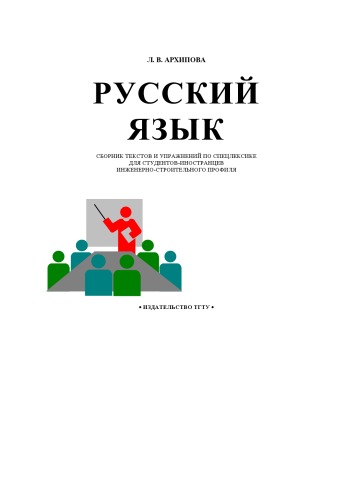 Л. В. АРХИПОВА
РУССКИЙ
ЯЗЫК
СБОРНИК ТЕКСТОВ И УПРАЖНЕНИЙ ПО СПЕЦЛЕКСИКЕ
ДЛЯ СТУДЕНТОВ-ИНОСТРАНЦЕВ
ИНЖЕНЕРНО-СТРОИТЕЛЬНОГО ПРОФИЛЯ
• ИЗДАТЕЛЬСТВО ТГТУ •